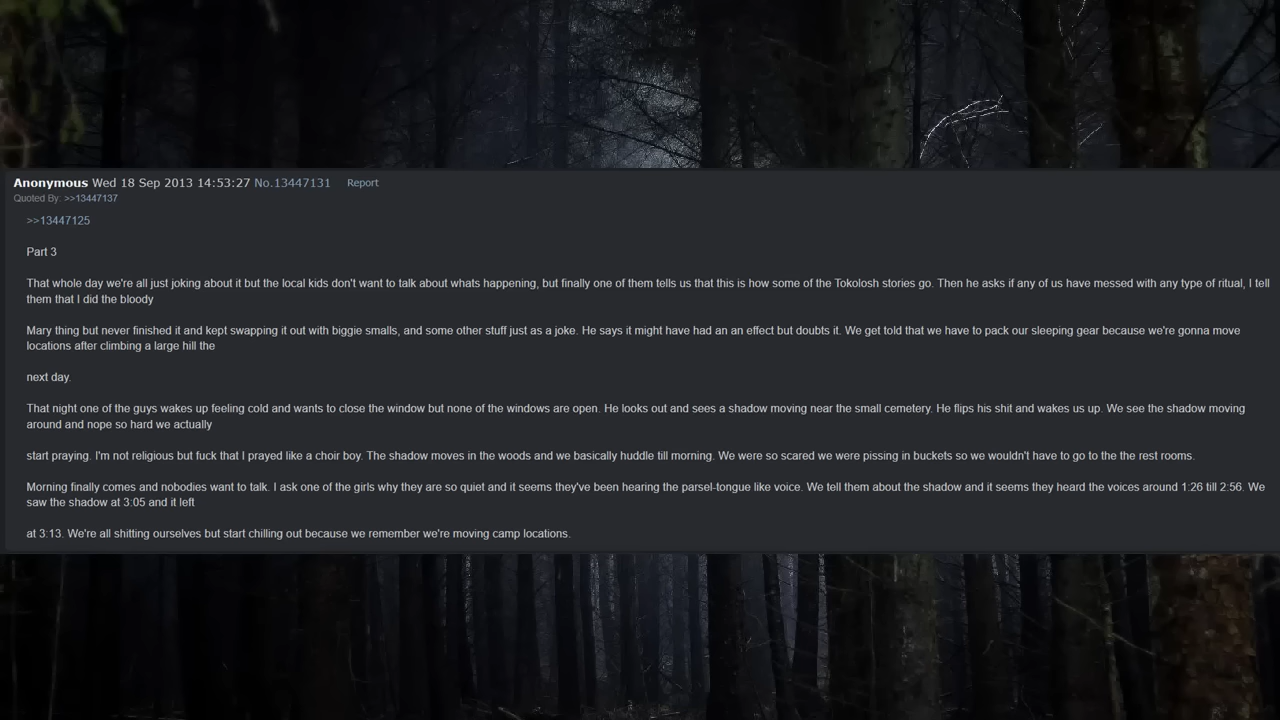 Anonymous Wed 18 Sep 2013 14:53:27 No.13447131 Report
Quoted By: >>13447137
>>13447125
Part 3
That whole day we're all just joking about it but the local kids don't want to talk about whats happening, but finally one of them tells us that this is how some of the Tokolosh stories go. Then he asks if any of us have messed with any type of ritual, I tell
them that I did the bloody
Mary thing but never finished it and kept swapping it out with biggie smalls, and some other stuff just as a joke. He says it might have had an an effect but doubts it. We get told that we have to pack our sleeping gear because we're gonna move
locations after climbing a large hill the
next day.
That night one of the guys wakes up feeling cold and wants to close the window but none of the windows are open. He looks out and sees a shadow moving near the small cemetery. He flips his shit and wakes us up. We see the shadow moving
around and nope so hard we actually
start praying. I'm not religious but fuck that I prayed like a choir boy. The shadow moves in the woods and we basically huddle till morning. We were so scared we were pissing in buckets so we wouldn't have to go to the the rest rooms.
Morning finally comes and nobodies want to talk. I ask one of the girls why they are so quiet and it seems they've been hearing the parsel-tongue like voice. We tell them about the shadow and it seems they heard the voices around 1:26 till 2:56. We
saw the shadow at 3:05 and it left
at 3:13. We're all shitting ourselves but start chilling out because we remember we're moving camp locations.